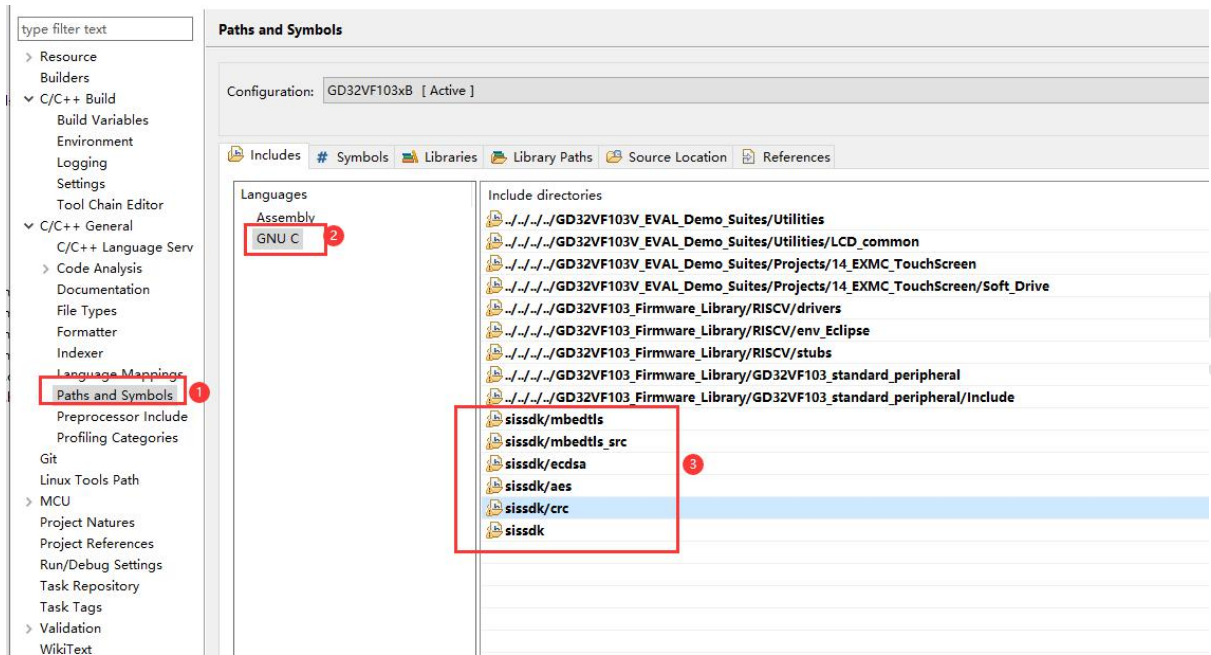 type filter text
Paths and Symbols
Resource
Builders
C/C++ Build
Build Variables
Environment
Logging
Settings
Tool Chain Editor
C/C++ General
C/C++ Language Serv
Code Analysis
Documentation
File Types
Formatter
Indexer
Language Mappings
Paths and Symbols
1
Preprocessor Include
Profiling Categories
Git
Linux Tools Path
MCU
Project Natures
Project References
Run/Debug Settings
Task Repository
Task Tags
Validation
WikiText
Configuration: GD32VF103xB [ Active ]
Includes # Symbols Libraries Library Paths Source Location References
Languages
Assembly
GNU C
2
Include directories
../../../../GD32VF103V_EVAL_Demo_Suites/Utilities
../../../../GD32VF103V_EVAL_Demo_Suites/Utilities/LCD_common
../../../../GD32VF103V_EVAL_Demo_Suites/Projects/14_EXMC_TouchScreen
../../../../GD32VF103V_EVAL_Demo_Suites/Projects/14_EXMC_TouchScreen/Soft_Drive
../../../../GD32VF103_Firmware_Library/RISCV/drivers
../../../../GD32VF103_Firmware_Library/RISCV/env_Eclipse
../../../../GD32VF103_Firmware_Library/RISCV/stubs
../../../../GD32VF103_Firmware_Library/GD32VF103_standard_peripheral
../../../../GD32VF103_Firmware_Library/GD32VF103_standard_peripheral/Include
sissdk/mbedtls
sissdk/mbedtls_src
sissdk/ecdsa
3
sissdk/aes
sissdk/crc
sissdk